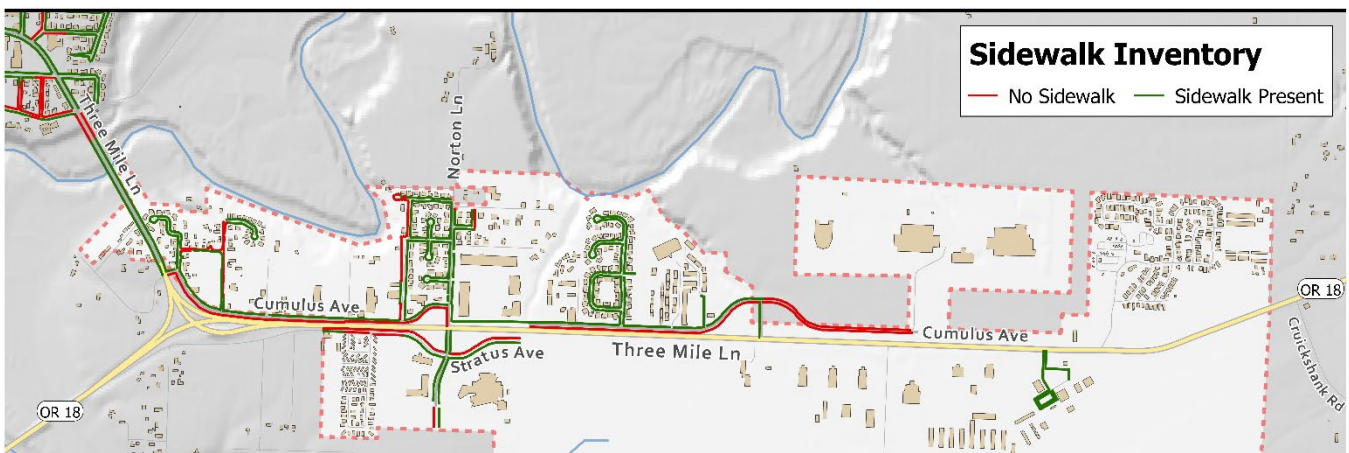 Sidewalk Inventory
No Sidewalk
Sidewalk Present
Three Mile Ln
Norton Ln
Cumulus Ave
OR 18
Stratus Ave
Three Mile Ln
Cumulus Ave
Cruickshank Rd
OR 18